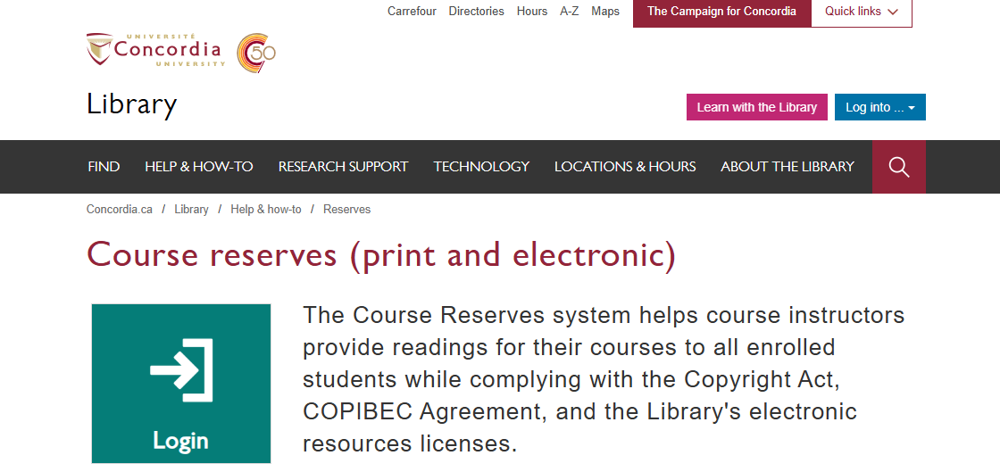 Carrefour Directories Hours A-Z Maps The Campaign for Concordia Quick links
UNIVERSITÉ
Concordia
UNIVERSITY
50
Library
Learn with the Library Log into ...
FIND HELP & HOW-TO RESEARCH SUPPORT TECHNOLOGY LOCATIONS & HOURS ABOUT THE LIBRARY
Concordia.ca / Library / Help & how-to / Reserves
Course reserves (print and electronic)
Login
The Course Reserves system helps course instructors
provide readings for their courses to all enrolled
students while complying with the Copyright Act,
COPIBEC Agreement, and the Library's electronic
resources licenses.